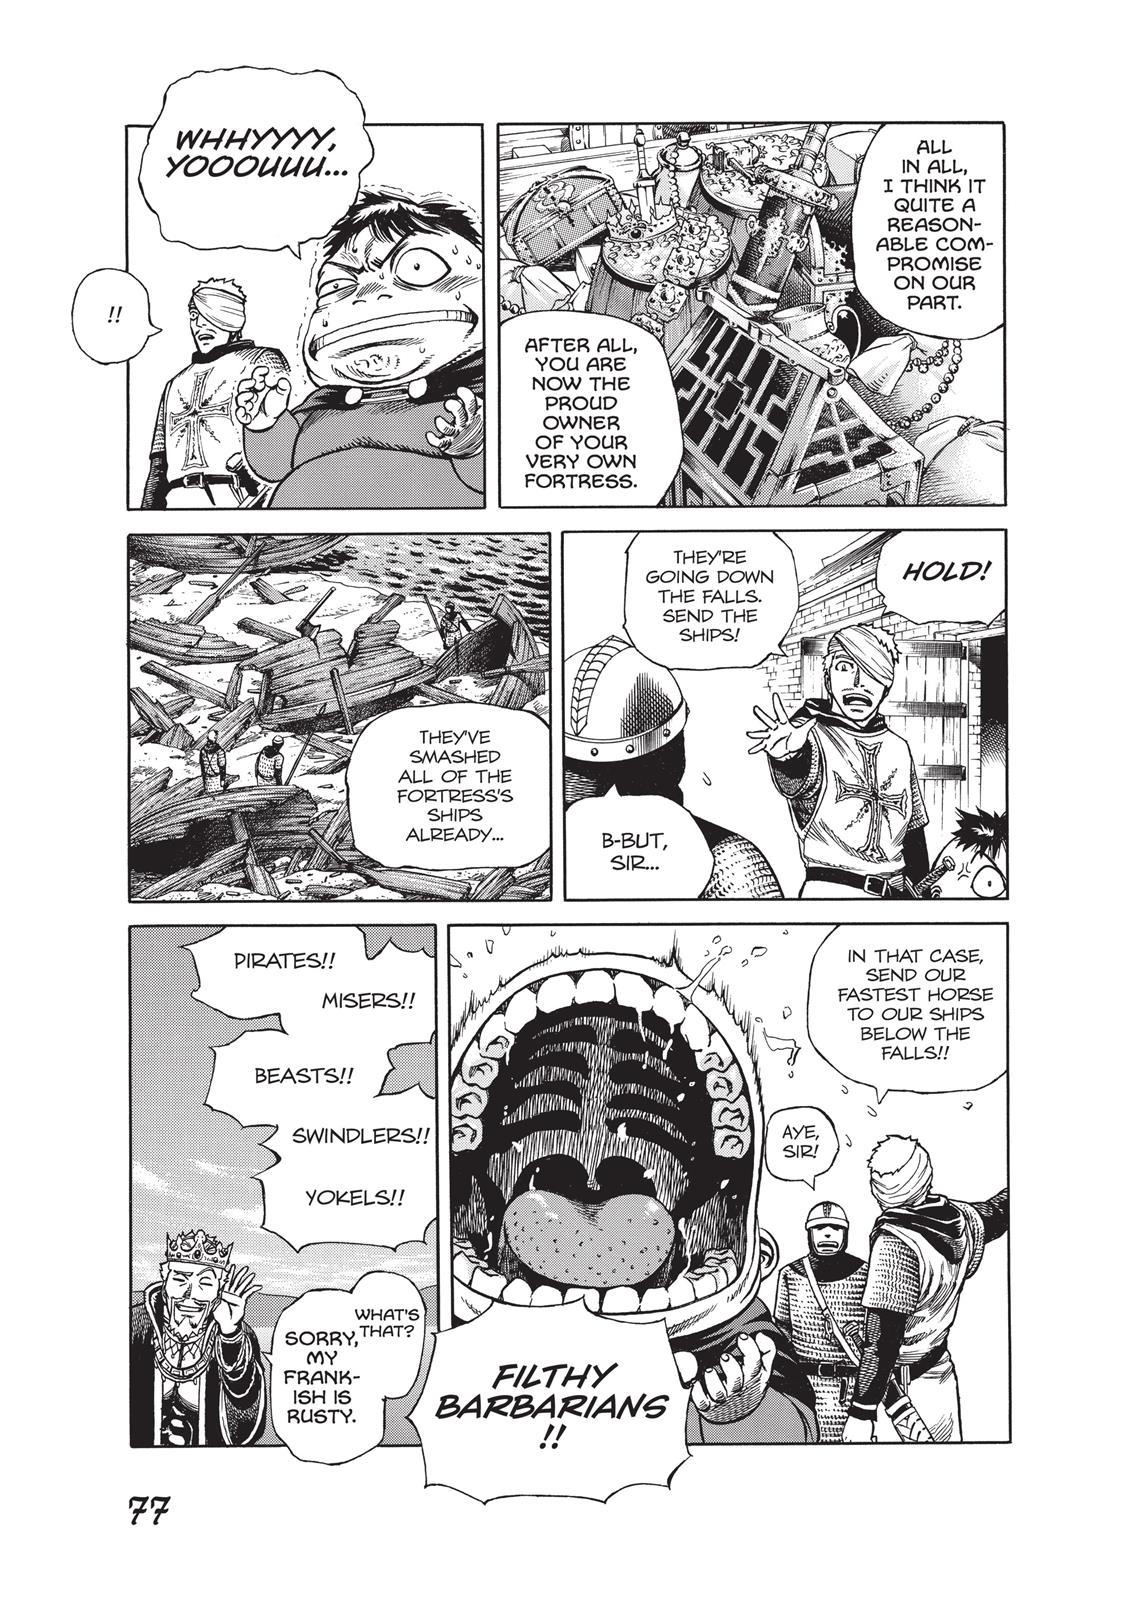 ALL
IN ALL,
I THINK IT
QUITE A
REASON-
ABLE COM-
PROMISE
ON OUR
PART.
AFTER ALL,
YOU ARE
NOW THE
PROUD
OWNER
OF YOUR
VERY OWN
FORTRESS.
WHHYYYY,
YOOOUUU...
!!
HOLD!
THEY'RE
GOING DOWN
THE FALLS.
SEND THE
SHIPS!
B-BUT,
SIR...
THEY'VE
SMASHED
ALL OF THE
FORTRESS'S
SHIPS
ALREADY...
IN THAT CASE,
SEND OUR
FASTEST HORSE
TO OUR SHIPS
BELOW THE
FALLS!!
AYE,
SIR!
FILTHY
BARBARIANS
!!
PIRATES!!
MISERS!!
BEASTS!!
SWINDLERS!!
YOKELS!!
WHAT'S
THAT?
SORRY,
MY
FRANK-
ISH IS
RUSTY.
77